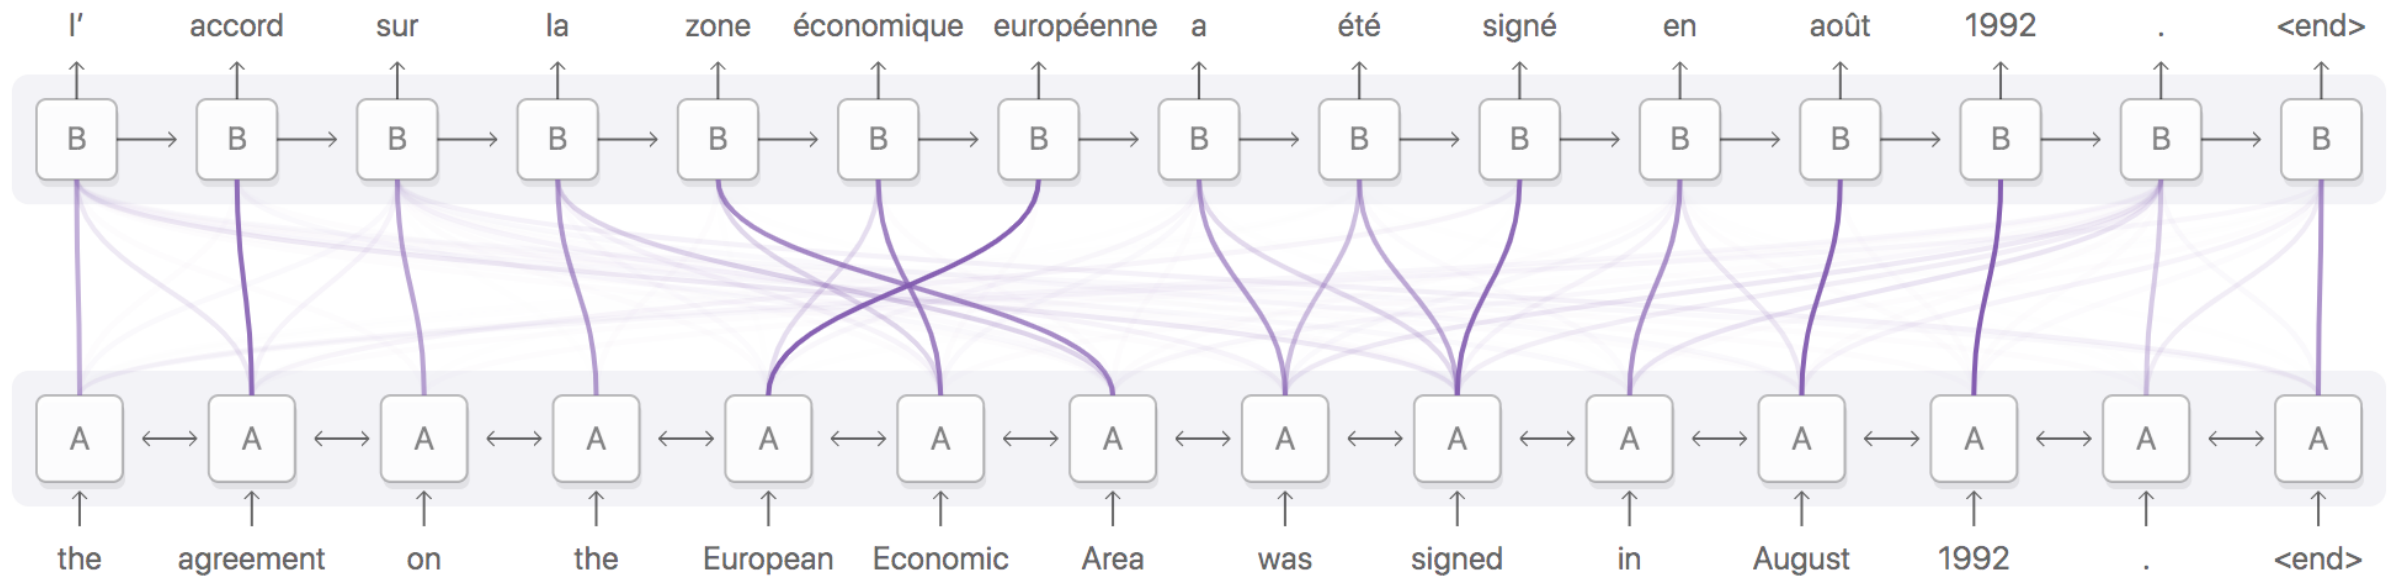 l’ accord sur la zone économique européenne a été signé en août 1992 . <end>
B B B B B B B B B B B B B B B
A A A A A A A A A A A A A A
the agreement on the European Economic Area was signed in August 1992 . <end>